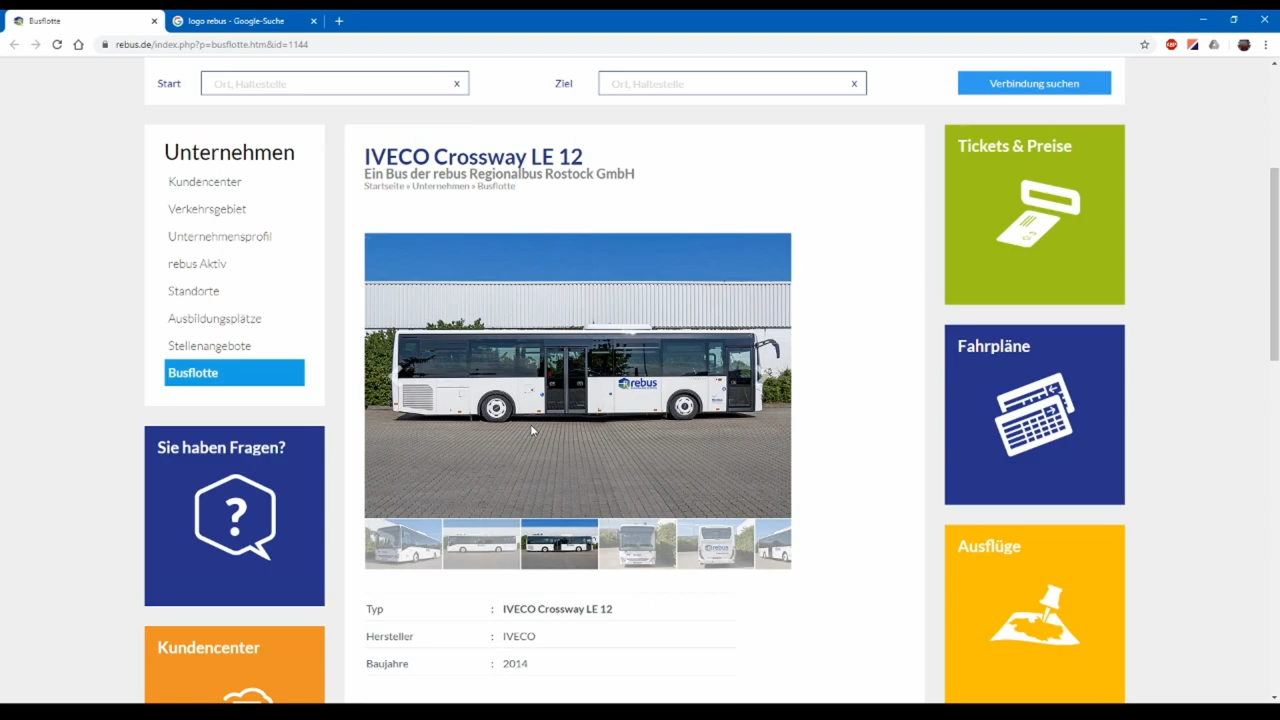 Busflotte
logo rebus - Google-Suche
rebus.de/index.php?p=busflotte.htm&id=1144
ABP
Start
Ort, Haltestelle
x
Ziel
Ort, Haltestelle
x
Verbindung suchen
Unternehmen
Kundencenter
Verkehrsgebiet
Unternehmensprofil
rebus Aktiv
Standorte
Ausbildungsplätze
Stellenangebote
Busflotte
Sie haben Fragen?
?
Kundencenter
IVECO Crossway LE 12
Ein Bus der rebus Regionalbus Rostock GmbH
Startseite » Unternehmen » Busflotte
rebus
rebus
Typ : IVECO Crossway LE 12
Hersteller : IVECO
Baujahre : 2014
Tickets & Preise
Fahrpläne
Ausflüge